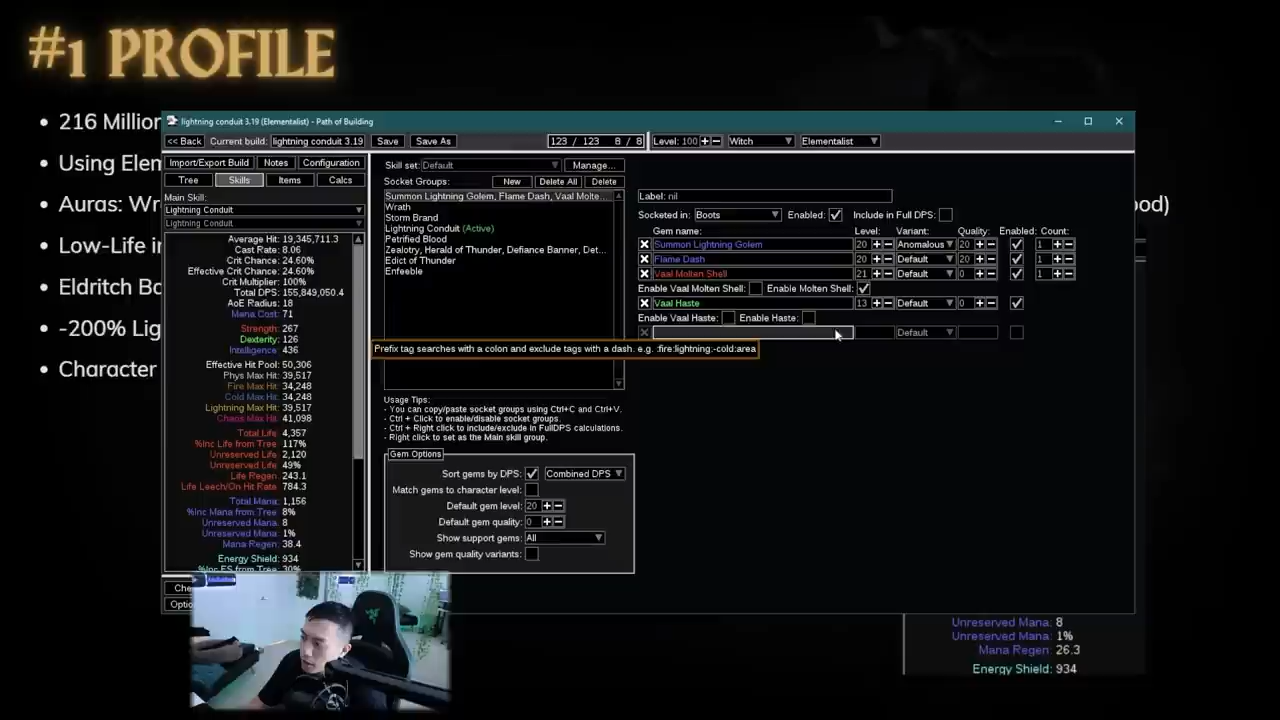 #1 PROFILE
216 Million
Using Elem
Auras: Wr
ood)
Low-Life in
Eldritch Ba
-200% Lig
Character
lightning conduit 3.19 (Elementalist) - Path of Building
<< Back Current build: lightning conduit 3.19 Save Save As 123 / 123 8 / 8 Level: 100 + - Witch Elementalist
Import/Export Build Notes Configuration
Tree Skills Items Calcs
Main Skill:
Lightning Conduit
Lightning Conduit
Average Hit: 19,345,711.3
Cast Rate: 8.06
Crit Chance: 24.60%
Effective Crit Chance: 24.60%
Crit Multiplier: 100%
Total DPS: 155,849,050.4
AoE Radius: 18
Mana Cost: 71
Strength: 267
Dexterity: 126
Intelligence: 436
Effective Hit Pool: 50,306
Phys Max Hit: 39,517
Fire Max Hit: 34,248
Cold Max Hit: 34,248
Lightning Max Hit: 39,517
Chaos Max Hit: 41,098
Total Life: 4,357
%Inc Life from Tree: 117%
Unreserved Life: 2,120
Unreserved Life: 49%
Life Regen: 243.1
Life Leech/On Hit Rate: 784.3
Total Mana: 1,156
%Inc Mana from Tree: 8%
Unreserved Mana: 8
Unreserved Mana: 1%
Mana Regen: 38.4
Energy Shield: 934
%Inc ES from Tree: 30%
Che
Optio
Skill set: Default Manage...
Socket Groups: New Delete All Delete
Summon Lightning Golem, Flame Dash, Vaal Molte...
Wrath
Storm Brand
Lightning Conduit (Active)
Petrified Blood
Zealotry, Herald of Thunder, Defiance Banner, Det...
Edict of Thunder
Enfeeble
Usage Tips:
- You can copy/paste socket groups using Ctrl+C and Ctrl+V.
- Ctrl + Click to enable/disable socket groups.
- Ctrl + Right click to include/exclude in FullDPS calculations.
- Right click to set as the Main skill group.
Gem Options
Sort gems by DPS: Combined DPS
Match gems to character level:
Default gem level: 20 + -
Default gem quality: 0 + -
Show support gems: All
Show gem quality variants:
Label: nil
Socketed in: Boots Enabled: Include in Full DPS:
Gem name: Level: Variant: Quality: Enabled: Count:
Summon Lightning Golem 20 + - Anomalous 20 + - 1 + -
Flame Dash 20 + - Default 20 + - 1 + -
Vaal Molten Shell 21 + - Default 0 + - 1 + -
Enable Vaal Molten Shell: Enable Molten Shell:
Vaal Haste 13 + - Default 0 + -
Enable Vaal Haste: Enable Haste:
Default
Prefix tag searches with a colon and exclude tags with a dash. e.g. :fire:lightning:-cold:area
Unreserved Mana: 8
Unreserved Mana: 1%
Mana Regen: 26.3
Energy Shield: 934